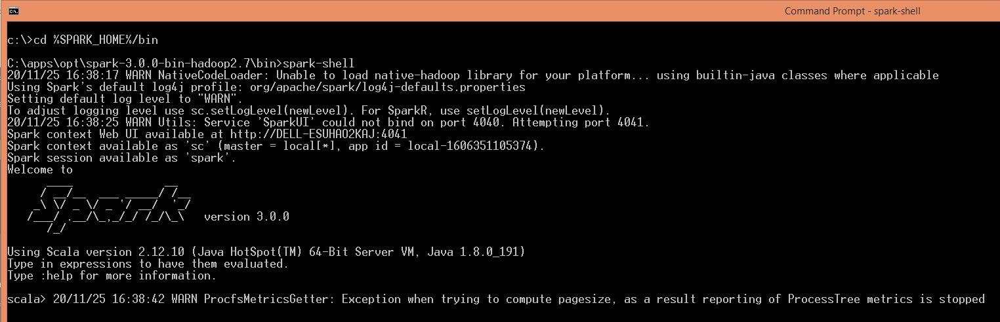 Command Prompt - spark-shell
c:\>cd %SPARK_HOME%/bin
C:\apps\opt\spark-3.0.0-bin-hadoop2.7\bin>spark-shell
20/11/25 16:38:17 WARN NativeCodeLoader: Unable to load native-hadoop library for your platform... using builtin-java classes where applicable
Using Spark's default log4j profile: org/apache/spark/log4j-defaults.properties
Setting default log level to "WARN".
To adjust logging level use sc.setLogLevel(newLevel). For SparkR, use setLogLevel(newLevel).
20/11/25 16:38:25 WARN Utils: Service 'SparkUI' could not bind on port 4040. Attempting port 4041.
Spark context Web UI available at http://DELL-ESUHAO2KAJ:4041
Spark context available as 'sc' (master = local[*], app id = local-1606351105374).
Spark session available as 'spark'.
Welcome to
      ____              __
     / __/__  ___ _____/ /__
    _\ \/ _ \/ _ `/ __/  '_/
   /___/ .__/\_,_/_/ /_/\_\   version 3.0.0
      /_/
Using Scala version 2.12.10 (Java HotSpot(TM) 64-Bit Server VM, Java 1.8.0_191)
Type in expressions to have them evaluated.
Type :help for more information.
scala> 20/11/25 16:38:42 WARN ProcfsMetricsGetter: Exception when trying to compute pagesize, as a result reporting of ProcessTree metrics is stopped